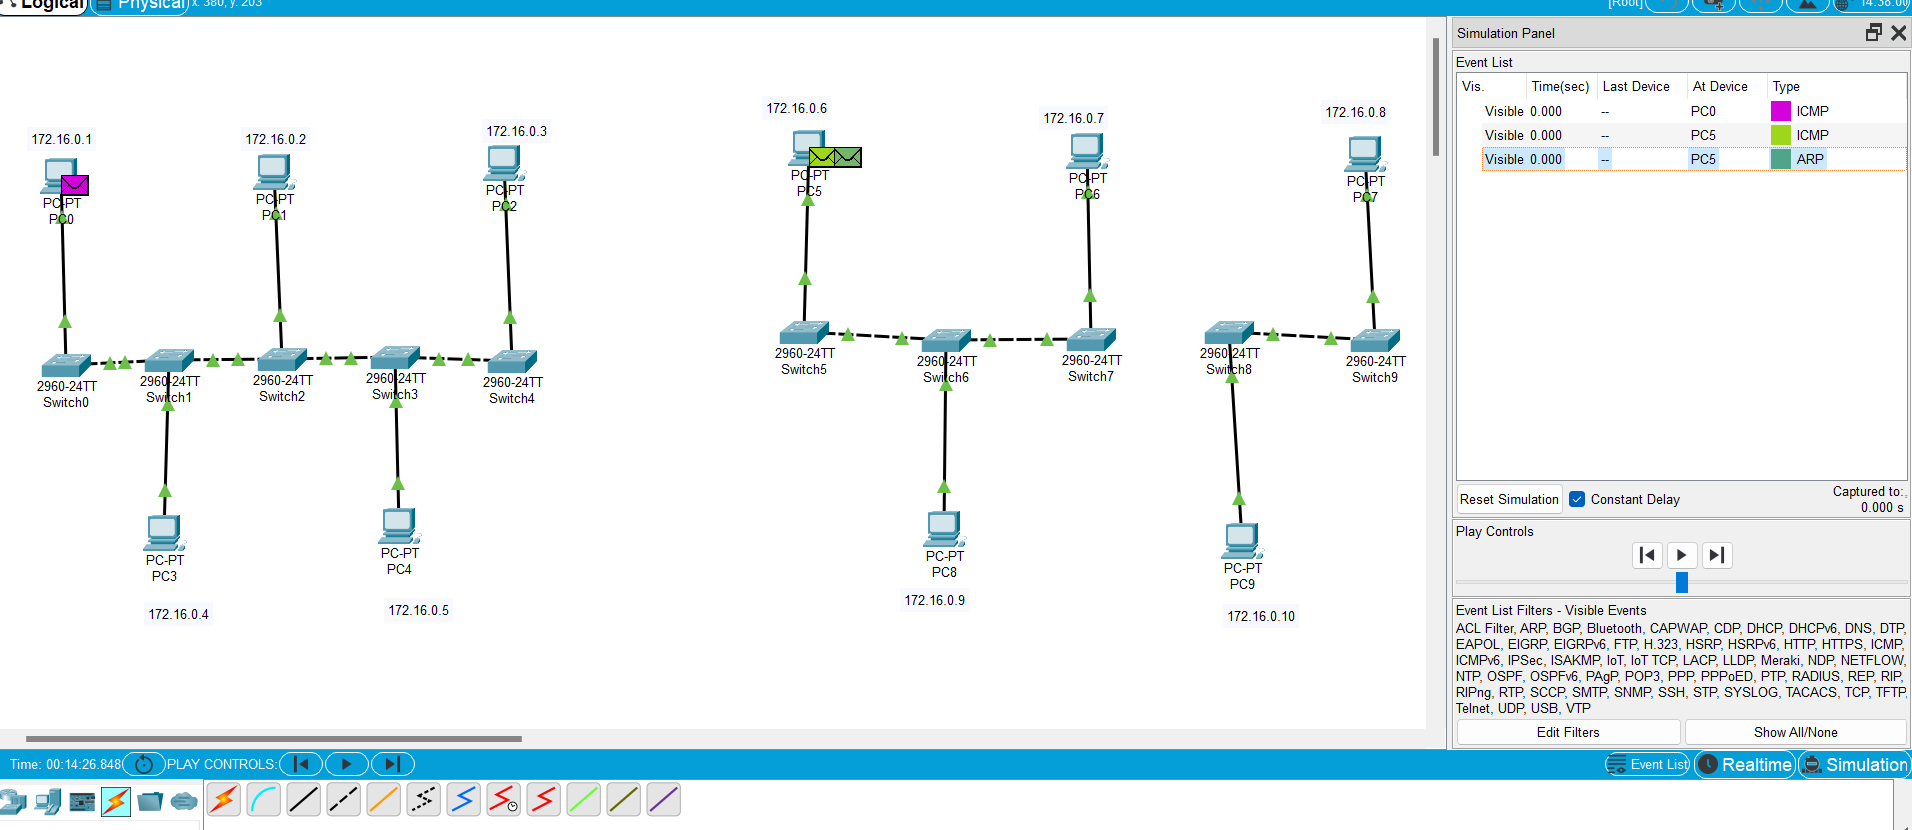 Logical Physical x: 380, y: 203 [Root] 14:38:00
Simulation Panel
Event List
Vis. Time(sec) Last Device At Device Type
Visible 0.000 -- PC0 ICMP
Visible 0.000 -- PC5 ICMP
Visible 0.000 -- PC5 ARP
172.16.0.1
172.16.0.2
172.16.0.3
172.16.0.6
172.16.0.7
172.16.0.8
PC-PT
PC0
PC-PT
PC1
PC-PT
PC2
PC-PT
PC5
PC-PT
PC6
PC-PT
PC7
2960-24TT
Switch0
2960-24TT
Switch1
2960-24TT
Switch2
2960-24TT
Switch3
2960-24TT
Switch4
2960-24TT
Switch5
2960-24TT
Switch6
2960-24TT
Switch7
2960-24TT
Switch8
2960-24TT
Switch9
PC-PT
PC3
PC-PT
PC4
PC-PT
PC8
PC-PT
PC9
172.16.0.4
172.16.0.5
172.16.0.9
172.16.0.10
Reset Simulation Constant Delay Captured to:
0.000 s
Play Controls
Event List Filters - Visible Events
ACL Filter, ARP, BGP, Bluetooth, CAPWAP, CDP, DHCP, DHCPv6, DNS, DTP,
EAPOL, EIGRP, EIGRPv6, FTP, H.323, HSRP, HSRPv6, HTTP, HTTPS, ICMP,
ICMPv6, IPSec, ISAKMP, IoT, IoT TCP, LACP, LLDP, Meraki, NDP, NETFLOW,
NTP, OSPF, OSPFv6, PAgP, POP3, PPP, PPPoED, PTP, RADIUS, REP, RIP,
RIPng, RTP, SCCP, SMTP, SNMP, SSH, STP, SYSLOG, TACACS, TCP, TFTP,
Telnet, UDP, USB, VTP
Edit Filters Show All/None
Time: 00:14:26.848 PLAY CONTROLS: Event List Realtime Simulation